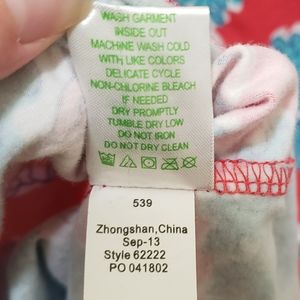 WASH GARMENT
INSIDE OUT
MACHINE WASH COLD
WITH LIKE COLORS
DELICATE CYCLE
NON-CHLORINE BLEACH
IF NEEDED
DRY PROMPTLY
TUMBLE DRY LOW
DO NOT IRON
DO NOT DRY CLEAN
539
Zhongshan,China
Sep-13
Style 62222
PO 041802